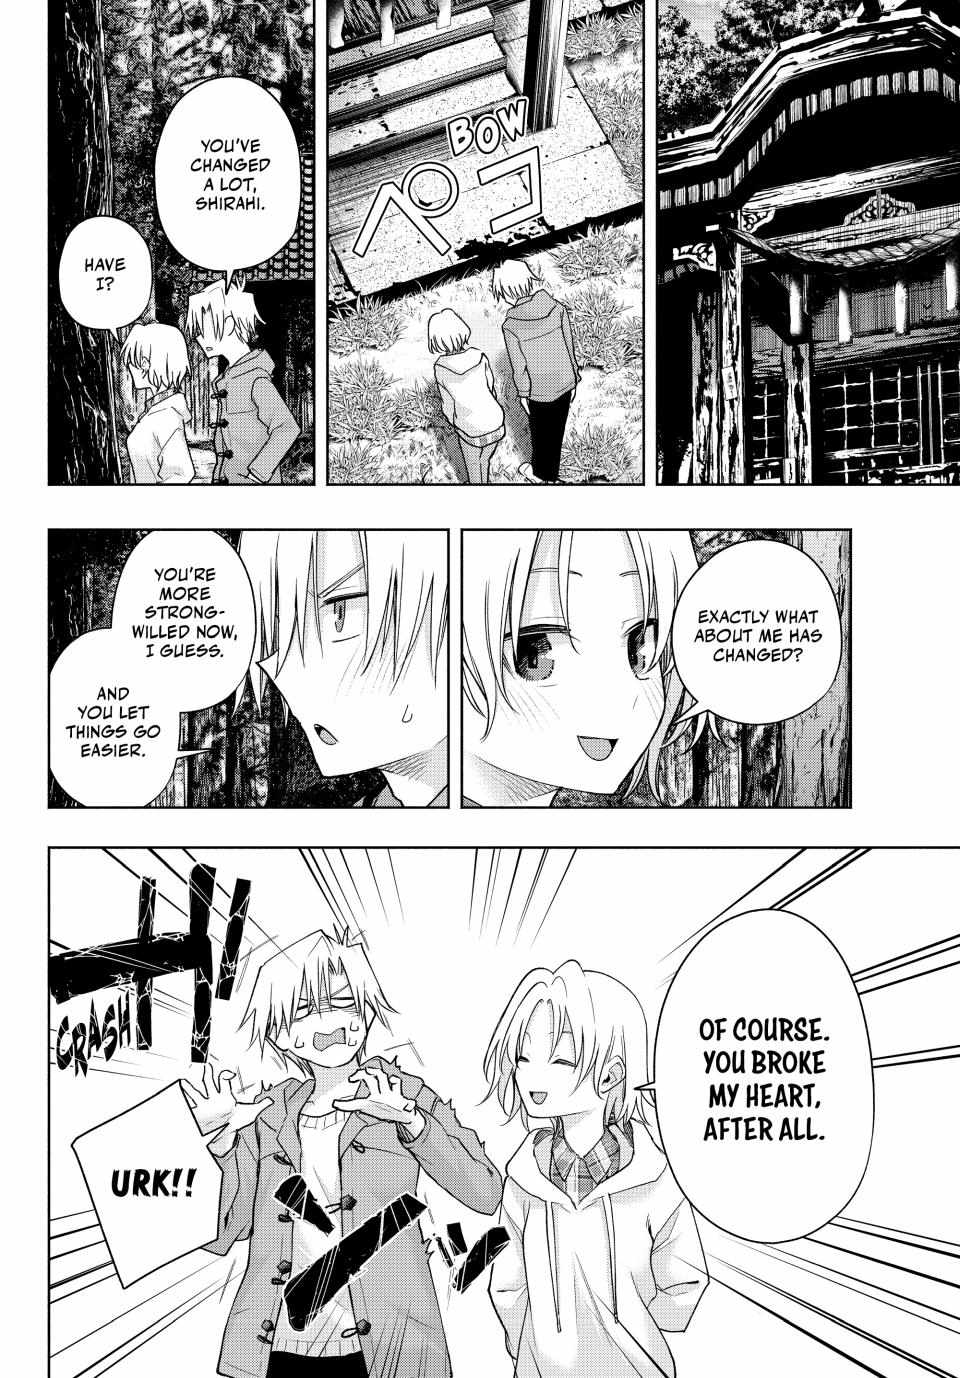 BOW
ペコ
YOU'VE
CHANGED
A LOT,
SHIRAHI.
HAVE
I?
EXACTLY WHAT
ABOUT ME HAS
CHANGED?
YOU'RE
MORE
STRONG-
WILLED NOW,
I GUESS.
AND
YOU LET
THINGS GO
EASIER.
OF COURSE.
YOU BROKE
MY HEART,
AFTER ALL.
CRASH
URK!!